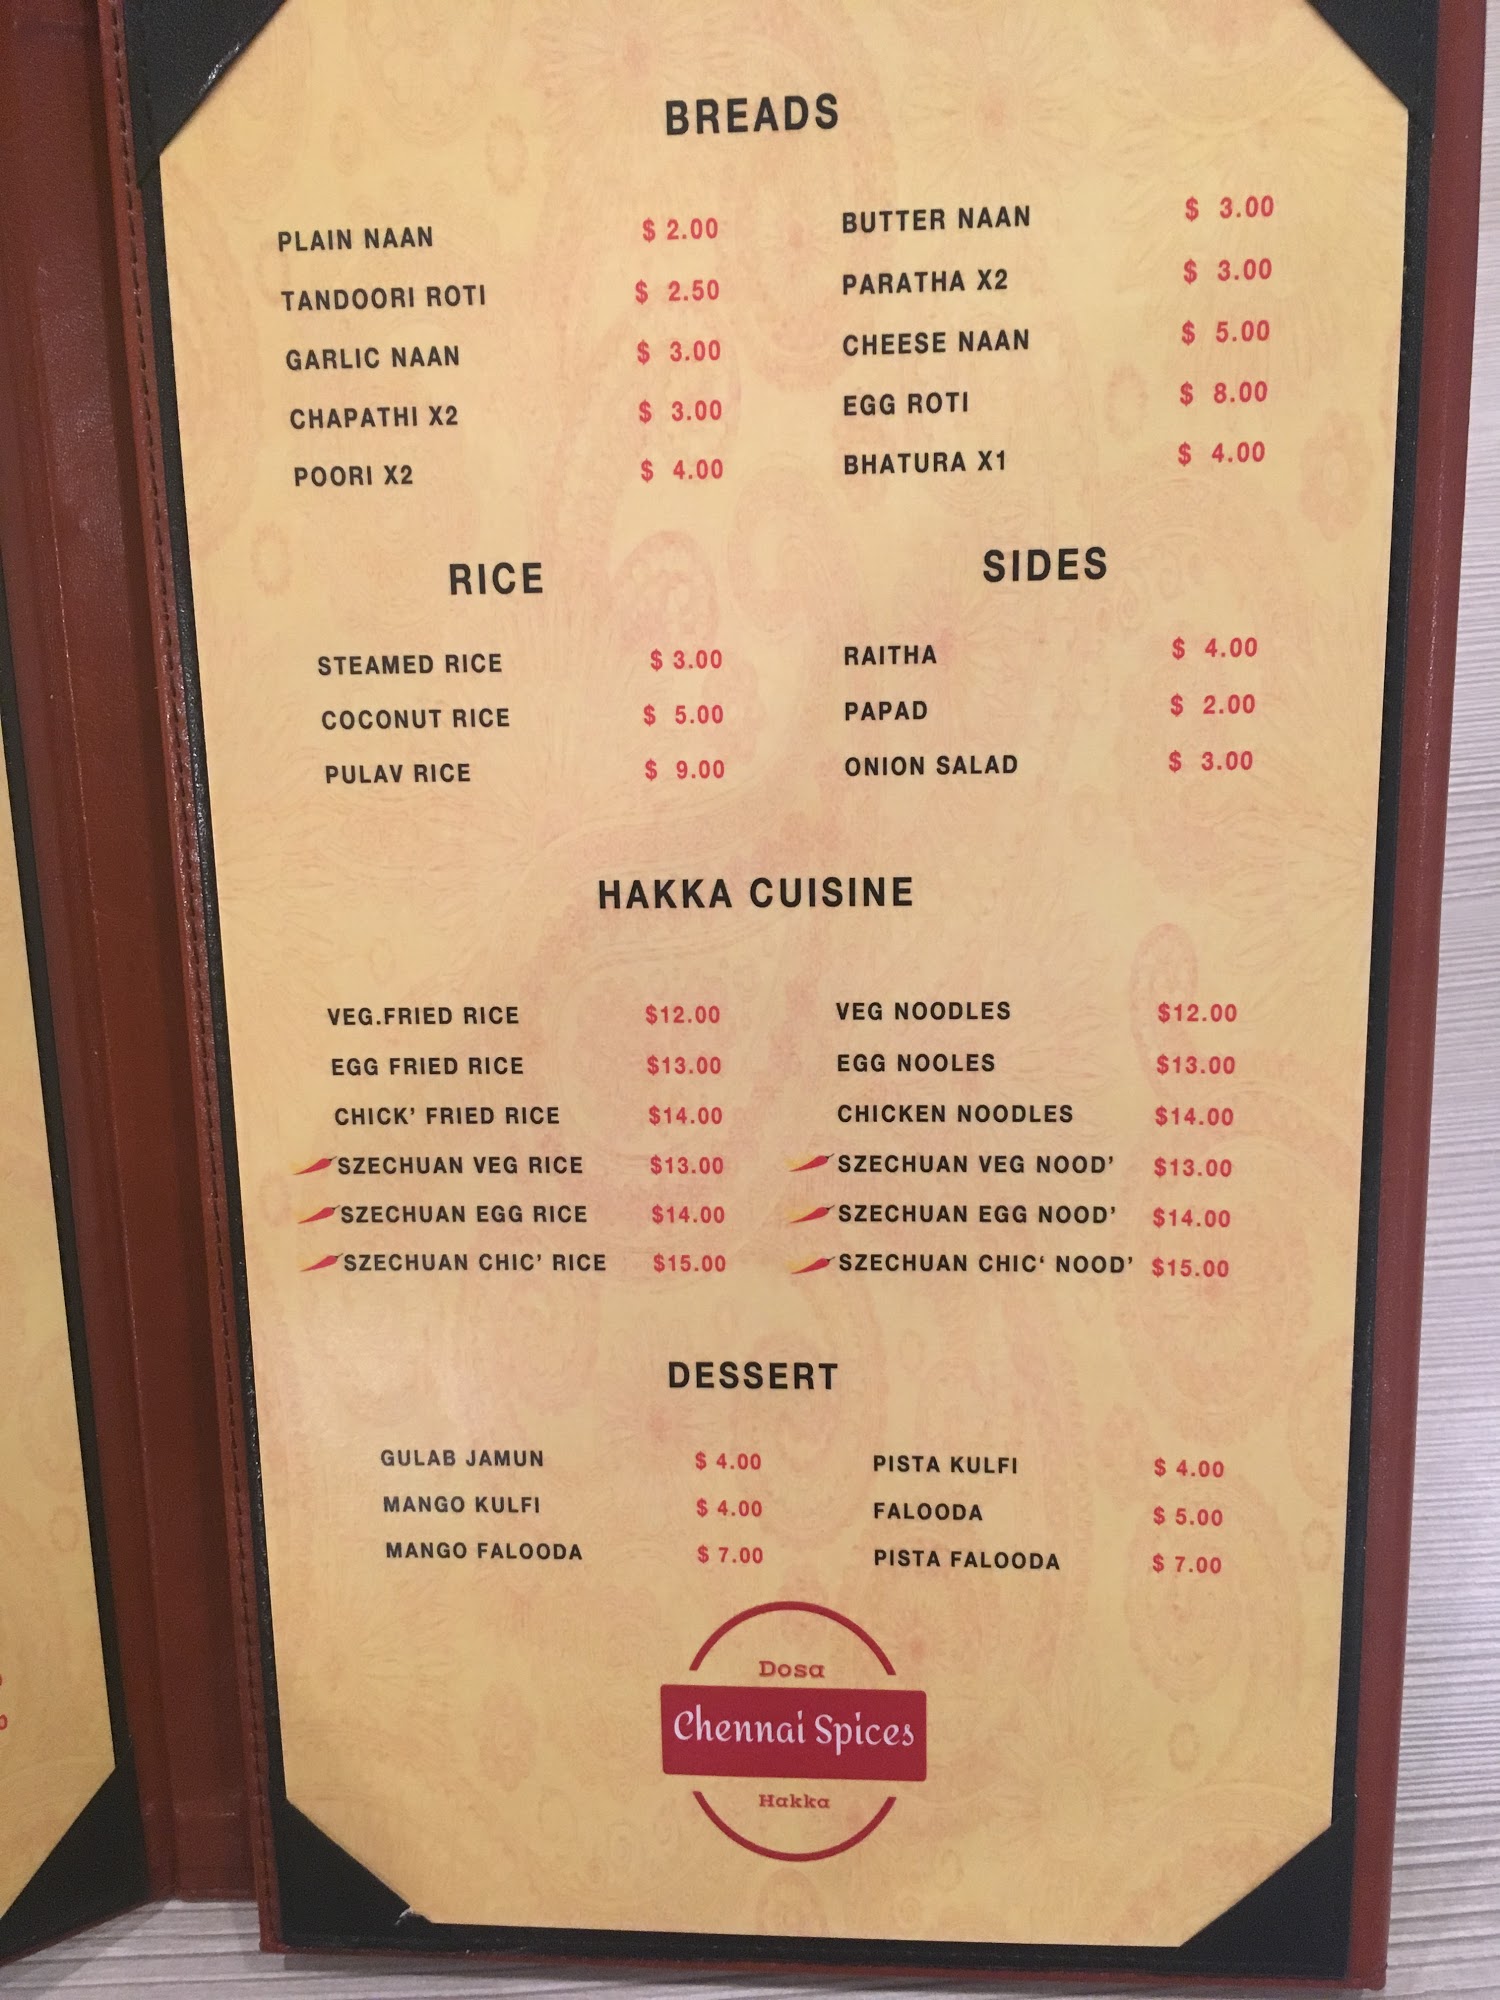 BREADS
PLAIN NAAN $ 2.00 BUTTER NAAN $ 3.00
TANDOORI ROTI $ 2.50 PARATHA X2 $ 3.00
GARLIC NAAN $ 3.00 CHEESE NAAN $ 5.00
CHAPATHI X2 $ 3.00 EGG ROTI $ 8.00
POORI X2 $ 4.00 BHATURA X1 $ 4.00
RICE
STEAMED RICE $ 3.00
COCONUT RICE $ 5.00
PULAV RICE $ 9.00
SIDES
RAITHA $ 4.00
PAPAD $ 2.00
ONION SALAD $ 3.00
HAKKA CUISINE
VEG.FRIED RICE $12.00 VEG NOODLES $12.00
EGG FRIED RICE $13.00 EGG NOOLES $13.00
CHICK’ FRIED RICE $14.00 CHICKEN NOODLES $14.00
SZECHUAN VEG RICE $13.00 SZECHUAN VEG NOOD’ $13.00
SZECHUAN EGG RICE $14.00 SZECHUAN EGG NOOD’ $14.00
SZECHUAN CHIC’ RICE $15.00 SZECHUAN CHIC‘ NOOD’ $15.00
DESSERT
GULAB JAMUN $ 4.00 PISTA KULFI $ 4.00
MANGO KULFI $ 4.00 FALOODA $ 5.00
MANGO FALOODA $ 7.00 PISTA FALOODA $ 7.00
Dosa
Chennai Spices
Hakka